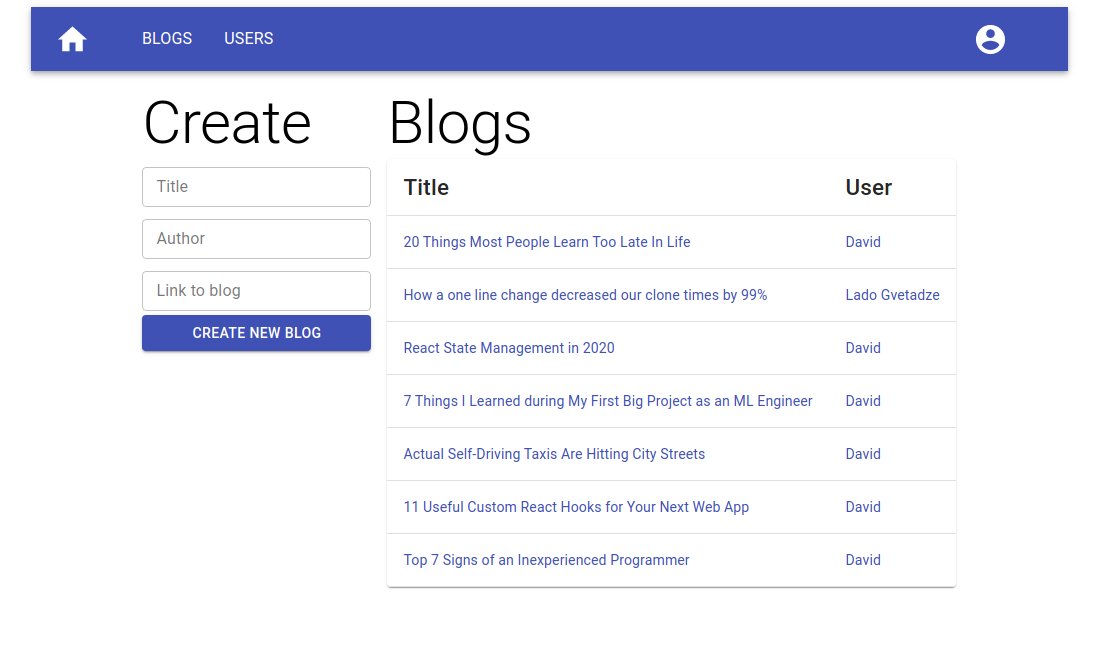 BLOGS USERS
Create
Title
Author
Link to blog
CREATE NEW BLOG
Blogs
Title User
20 Things Most People Learn Too Late In Life David
How a one line change decreased our clone times by 99% Lado Gvetadze
React State Management in 2020 David
7 Things I Learned during My First Big Project as an ML Engineer David
Actual Self-Driving Taxis Are Hitting City Streets David
11 Useful Custom React Hooks for Your Next Web App David
Top 7 Signs of an Inexperienced Programmer David